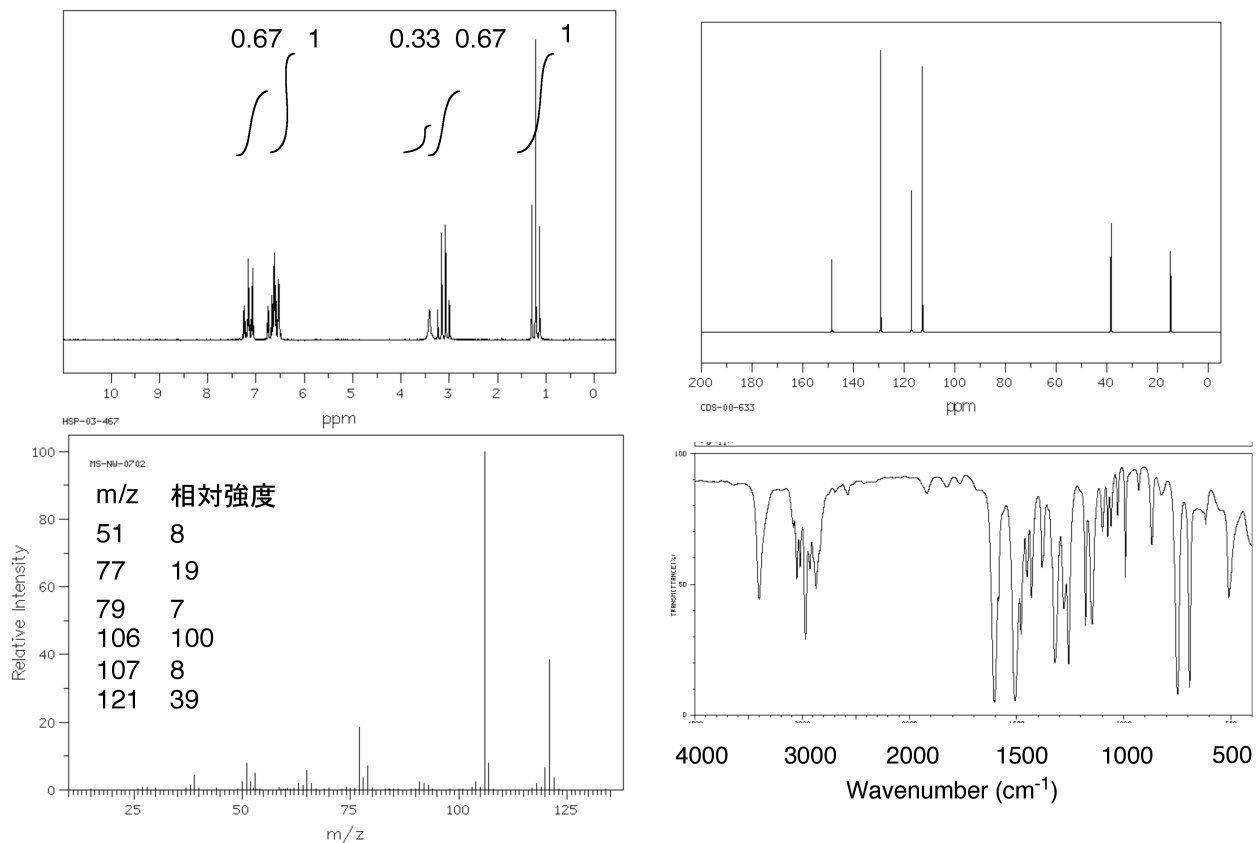 0.67 1 0.33 0.67 1
10 9 8 7 6 5 4 3 2 1 0
ppm
HSP-03-467
200 180 160 140 120 100 80 60 40 20 0
ppm
CDS-00-633
MS-NW-0702
m/z 相対強度
51 8
77 19
79 7
106 100
107 8
121 39
100
80
60
40
20
0
Relative Intensity
25 50 75 100 125
m/z
100
50
0
TRANSMITTANCE(%)
4000 3000 2000 1500 1000 500
Wavenumber (cm-1)